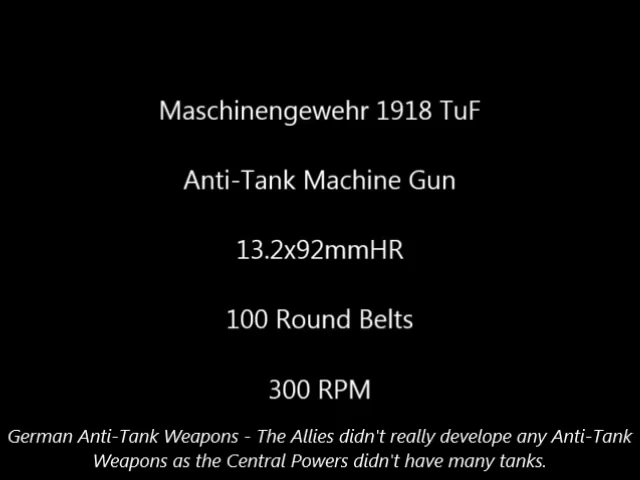 Maschinengewehr 1918 TuF
Anti-Tank Machine Gun
13.2x92mmHR
100 Round Belts
300 RPM
German Anti-Tank Weapons - The Allies didn't really develope any Anti-Tank
Weapons as the Central Powers didn't have many tanks.